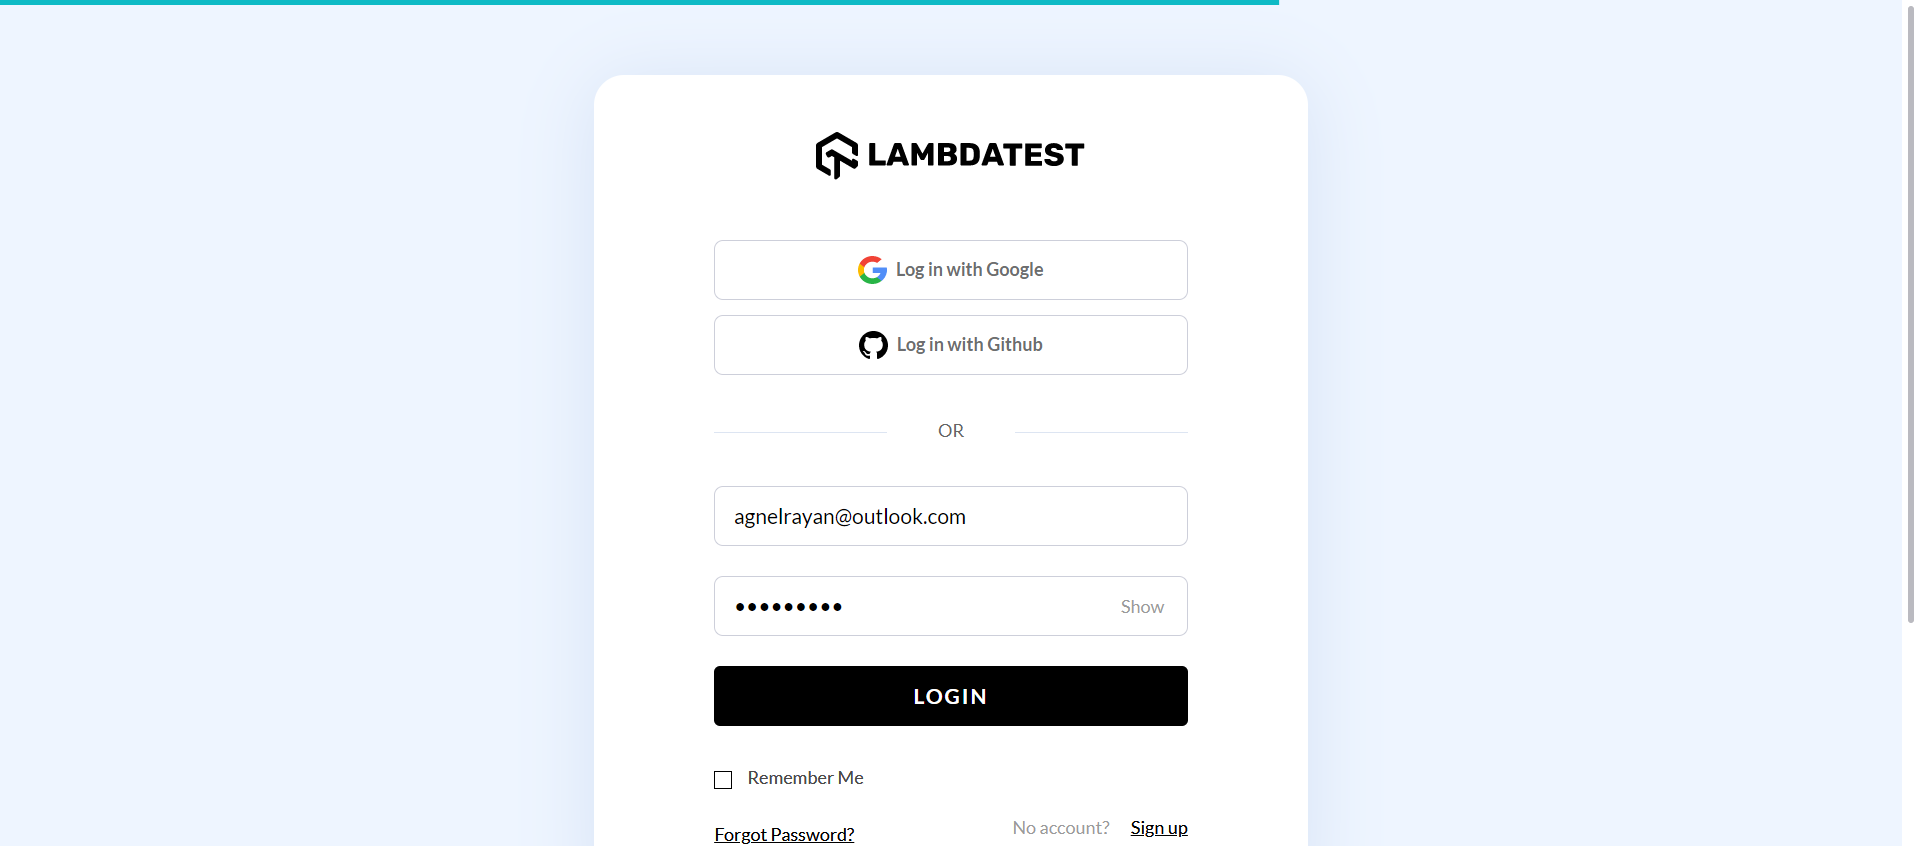 LAMBDATEST
Log in with Google
Log in with Github
OR
agnelrayan@outlook.com
Show
LOGIN
Remember Me
No account? Sign up
Forgot Password?